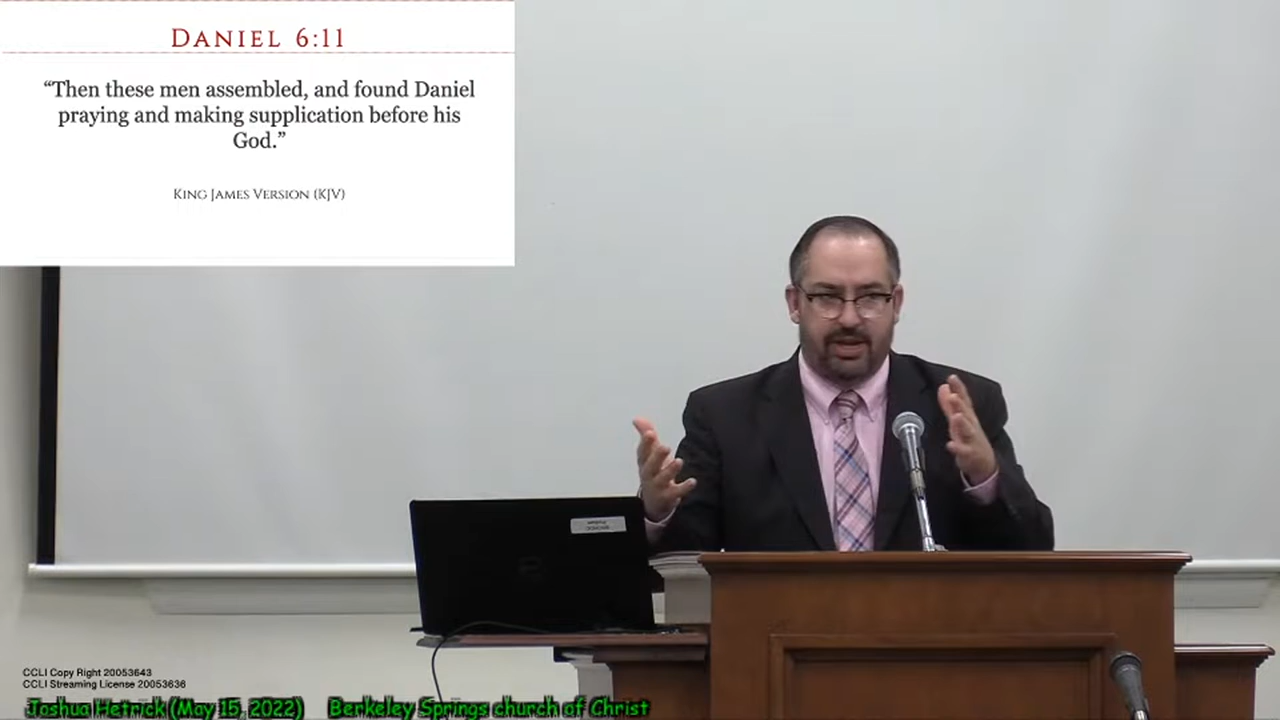 DANIEL 6:11
“Then these men assembled, and found Daniel
praying and making supplication before his
God.”
KING JAMES VERSION (KJV)
CCLI Copy Right 20053643
CCLI Streaming License 20053636
Joshua Hetrick (May 15, 2022) Berkeley Springs church of Christ